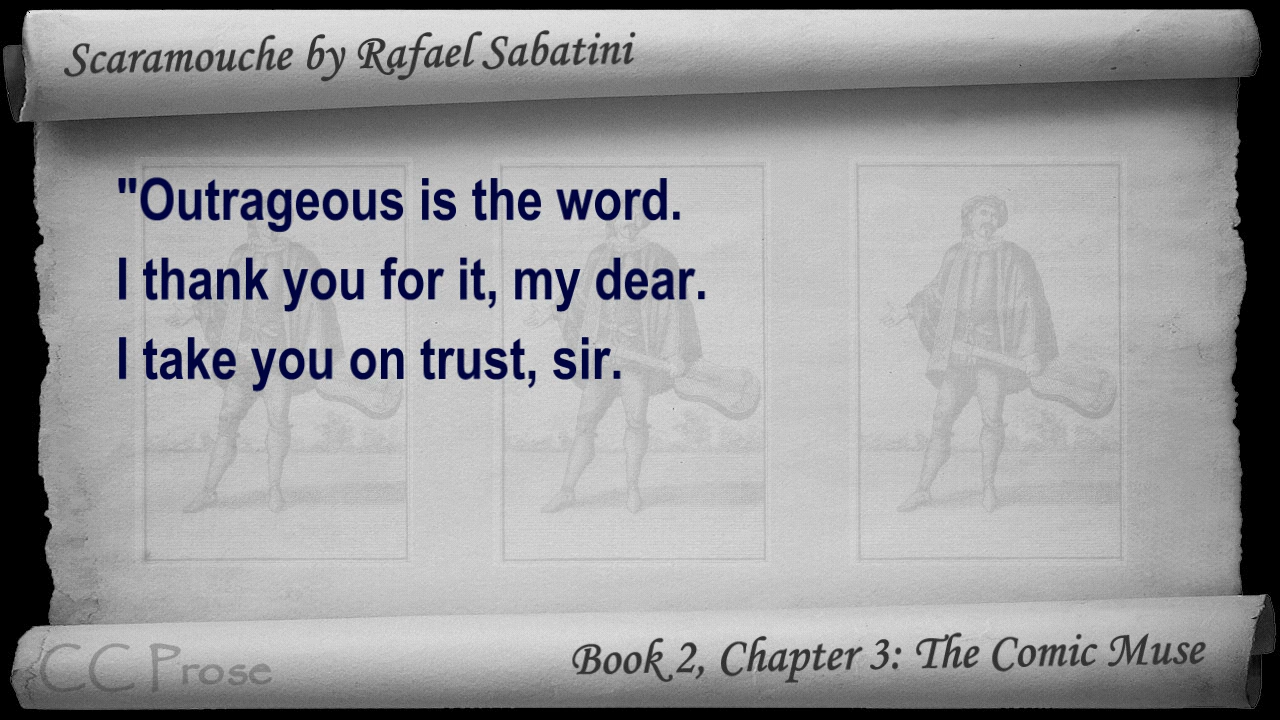 Scaramouche by Rafael Sabatini
"Outrageous is the word.
I thank you for it, my dear.
I take you on trust, sir.
CC Prose
Book 2, Chapter 3: The Comic Muse